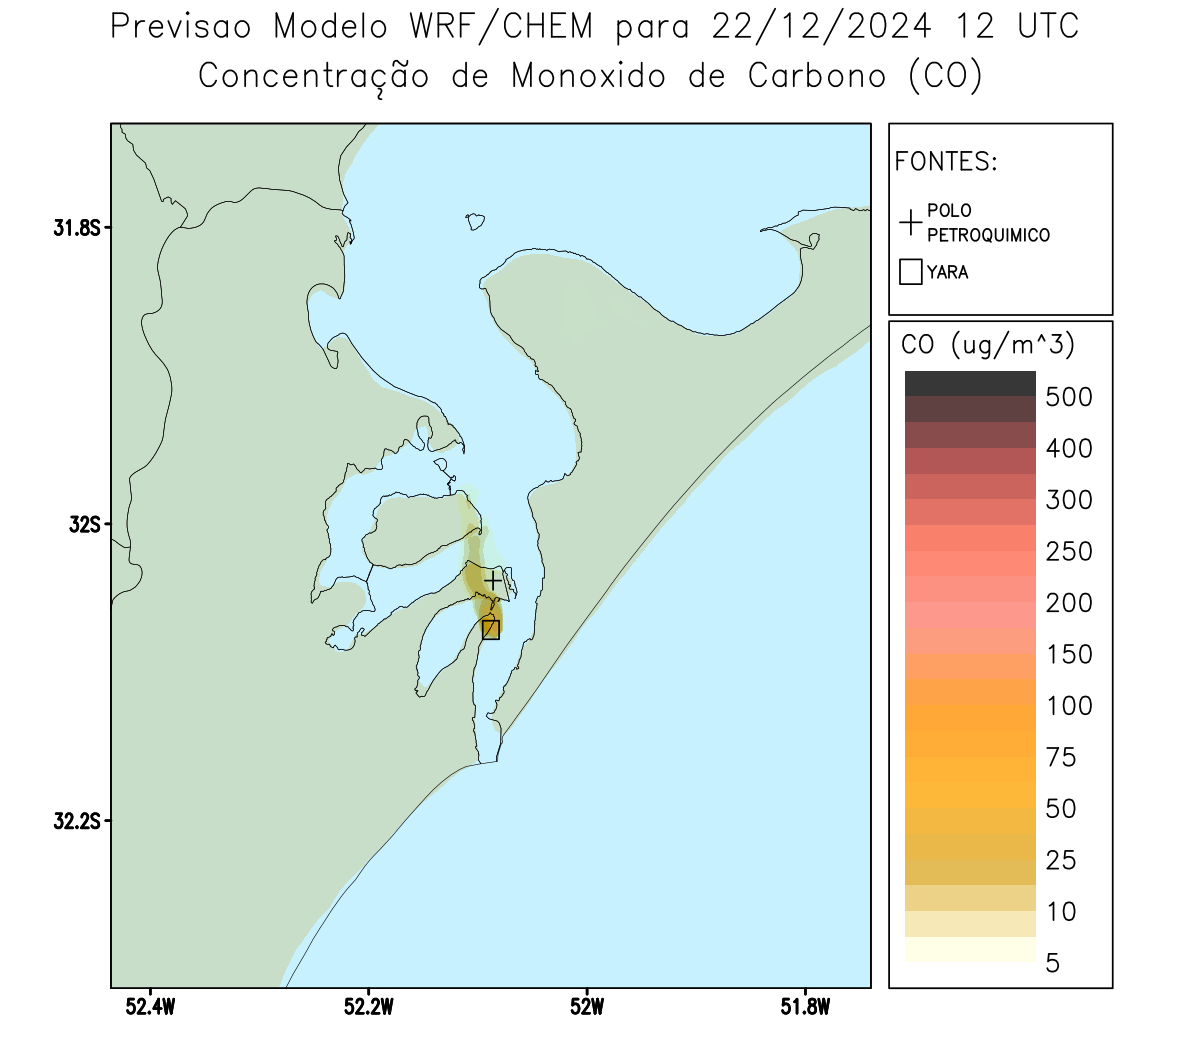 Previsao Modelo WRF/CHEM para 22/12/2024 12 UTC
Concentração de Monoxido de Carbono (CO)
FONTES:
POLO
PETROQUIMICO
YARA
CO (ug/m^3)
500
400
300
250
200
150
100
75
50
25
10
5
31.8S
32S
32.2S
52.4W
52.2W
52W
51.8W